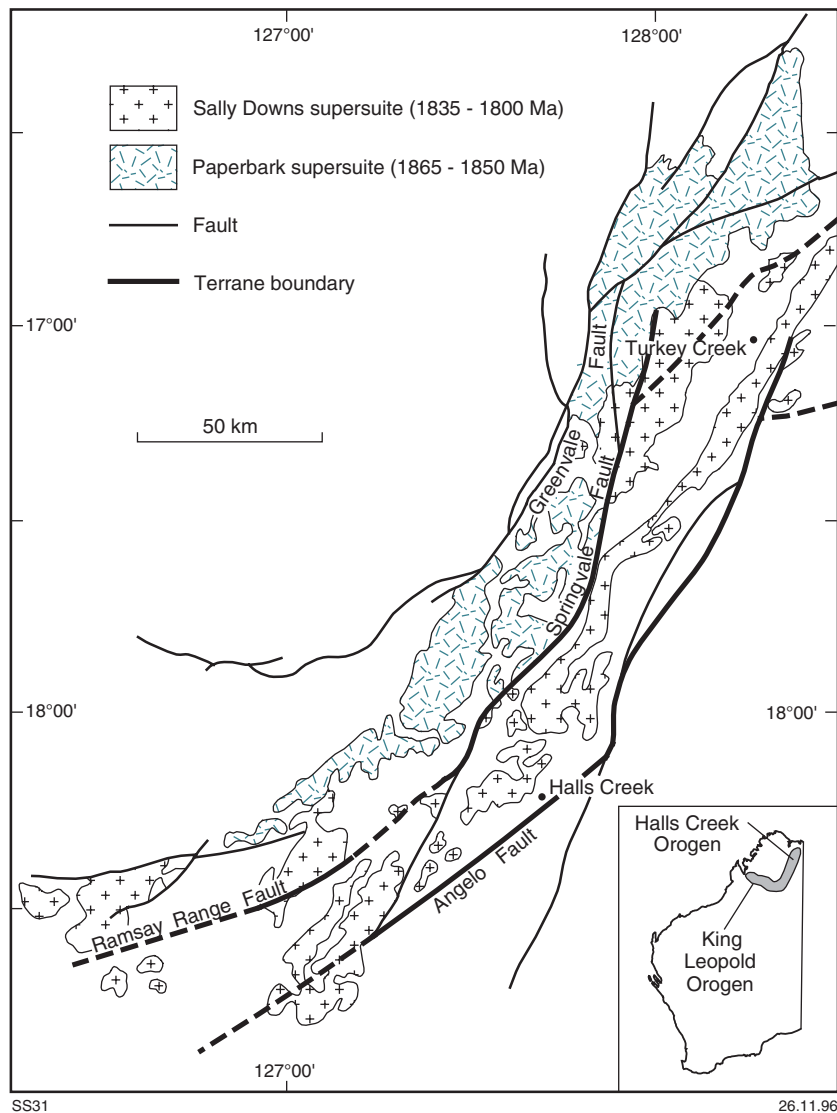 127°00'
128°00'
Sally Downs supersuite (1835 - 1800 Ma)
Paperbark supersuite (1865 - 1850 Ma)
Fault
Terrane boundary
17°00'
Turkey Creek
50 km
Greenvale Fault
Springvale Fault
18°00'
18°00'
Halls Creek
Angelo Fault
Ramsay Range Fault
Halls Creek
Orogen
King
Leopold
Orogen
127°00'
SS31
26.11.96